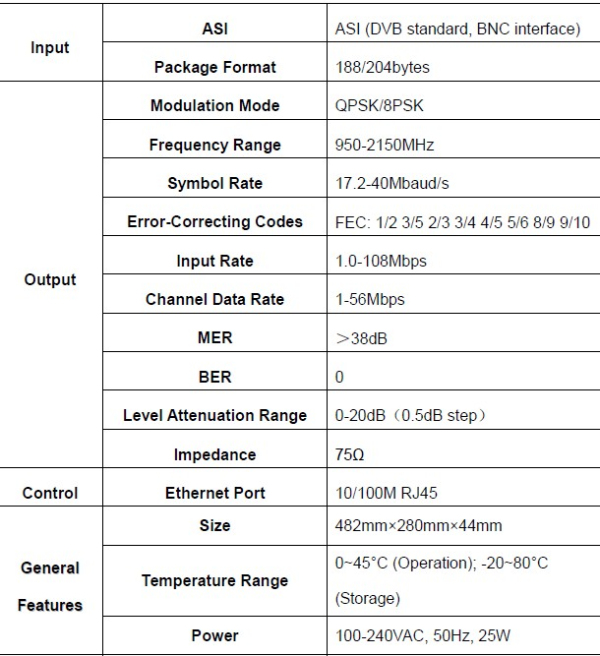 Input
ASI
ASI (DVB standard, BNC interface)
Package Format
188/204bytes
Output
Modulation Mode
QPSK/8PSK
Frequency Range
950-2150MHz
Symbol Rate
17.2-40Mbaud/s
Error-Correcting Codes
FEC: 1/2 3/5 2/3 3/4 4/5 5/6 8/9 9/10
Input Rate
1.0-108Mbps
Channel Data Rate
1-56Mbps
MER
＞38dB
BER
0
Level Attenuation Range
0-20dB（0.5dB step）
Impedance
75Ω
Control
Ethernet Port
10/100M RJ45
General
Features
Size
482mm×280mm×44mm
Temperature Range
0~45°C (Operation); -20~80°C
(Storage)
Power
100-240VAC, 50Hz, 25W